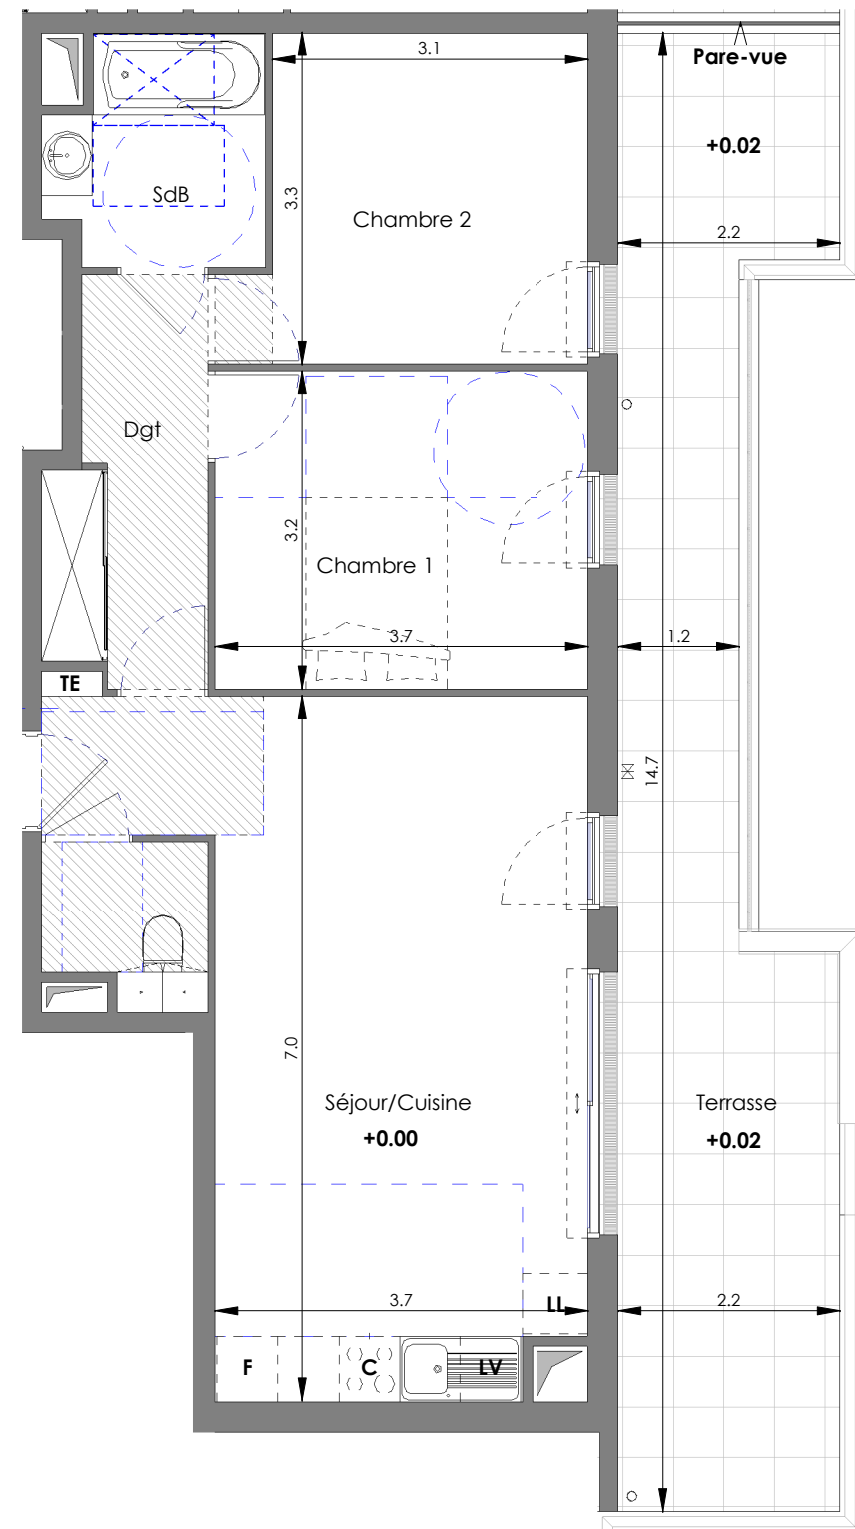 3.1
Pare-vue
+0.02
SdB
3.3
Chambre 2
2.2
Dgt
3.2
Chambre 1
3.7
1.2
TE
14.7
7.0
Séjour/Cuisine
+0.00
Terrasse
+0.02
3.7
LL
2.2
F
C
LV